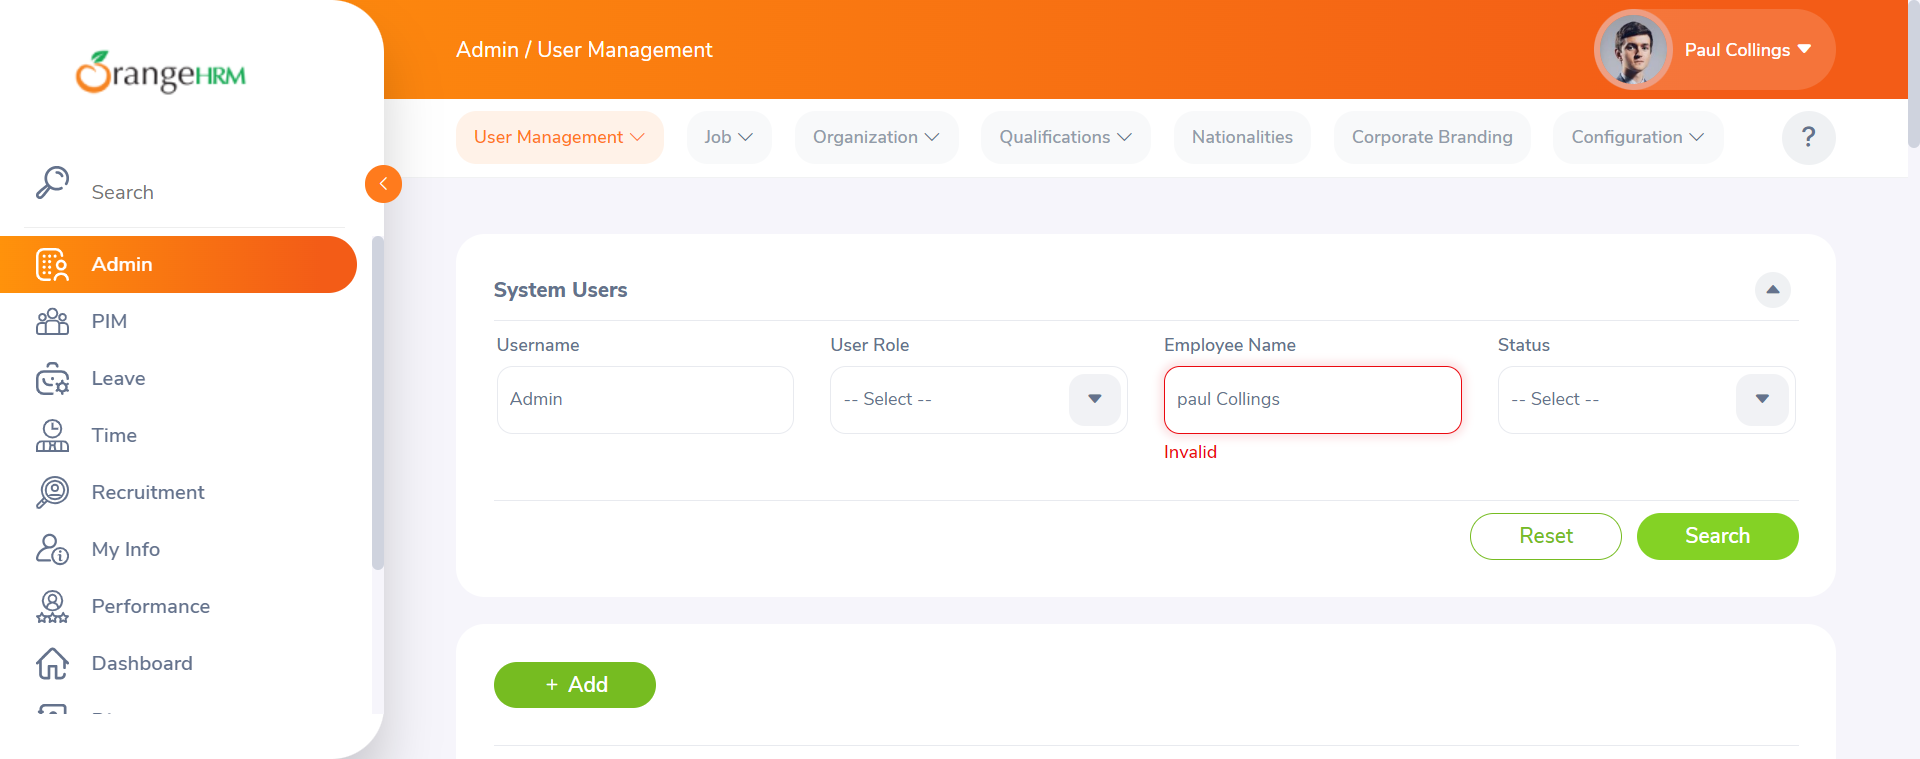 OrangeHRM
Admin / User Management
Paul Collings
User Management
Job
Organization
Qualifications
Nationalities
Corporate Branding
Configuration
?
Search
Admin
PIM
Leave
Time
Recruitment
My Info
Performance
Dashboard
System Users
Username
User Role
Employee Name
Status
Admin
-- Select --
paul Collings
-- Select --
Invalid
Reset
Search
+ Add